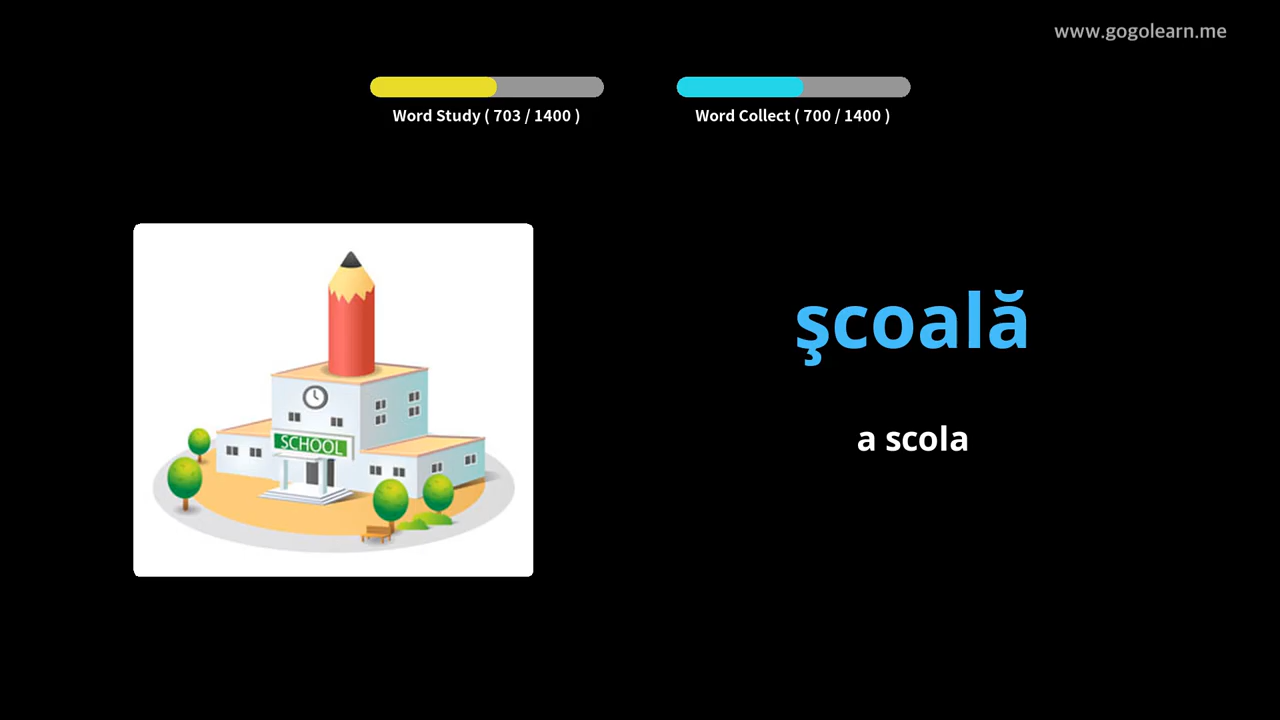 www.gogolearn.me
Word Study ( 703 / 1400 )
Word Collect ( 700 / 1400 )
SCHOOL
şcoală
a scola